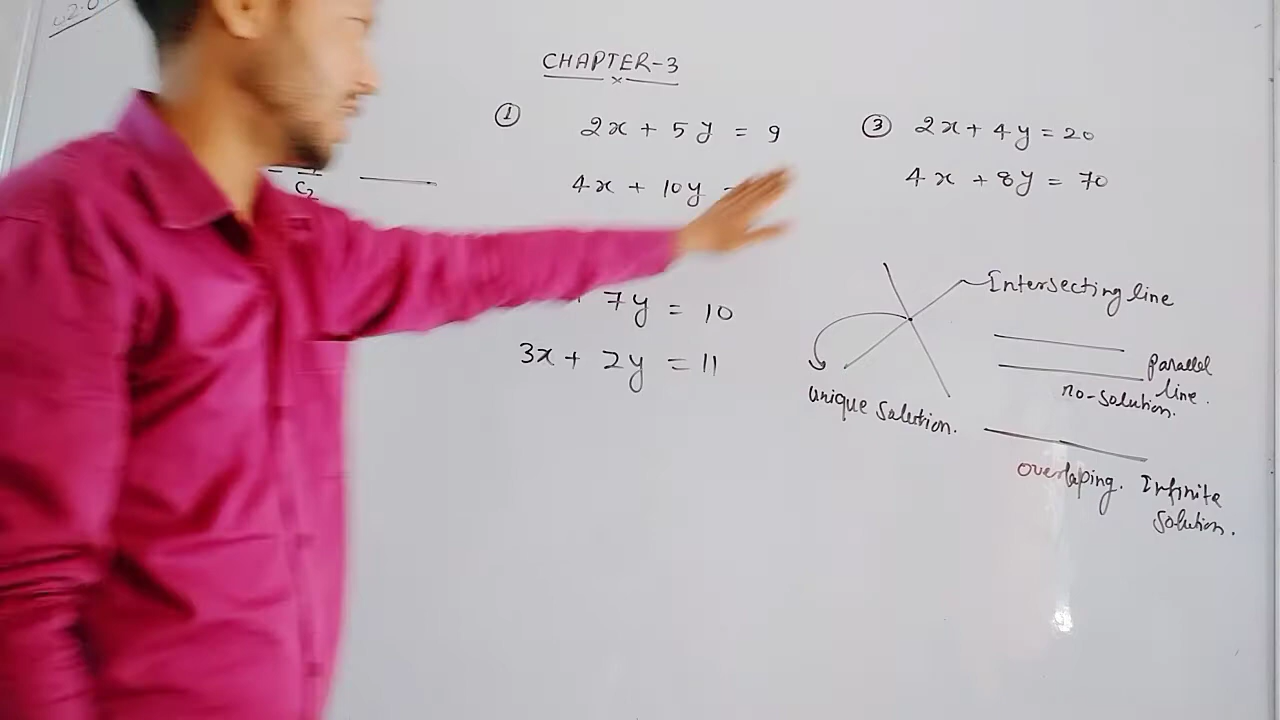 CHAPTER-3
①
2x + 5y = 9
4x + 10y =
7y = 10
3x + 2y = 11
③ 2x + 4y = 20
4x + 8y = 70
Intersecting line
unique solution.
parallel
line.
no-solution.
overlaping. Infinite
solution.
C2